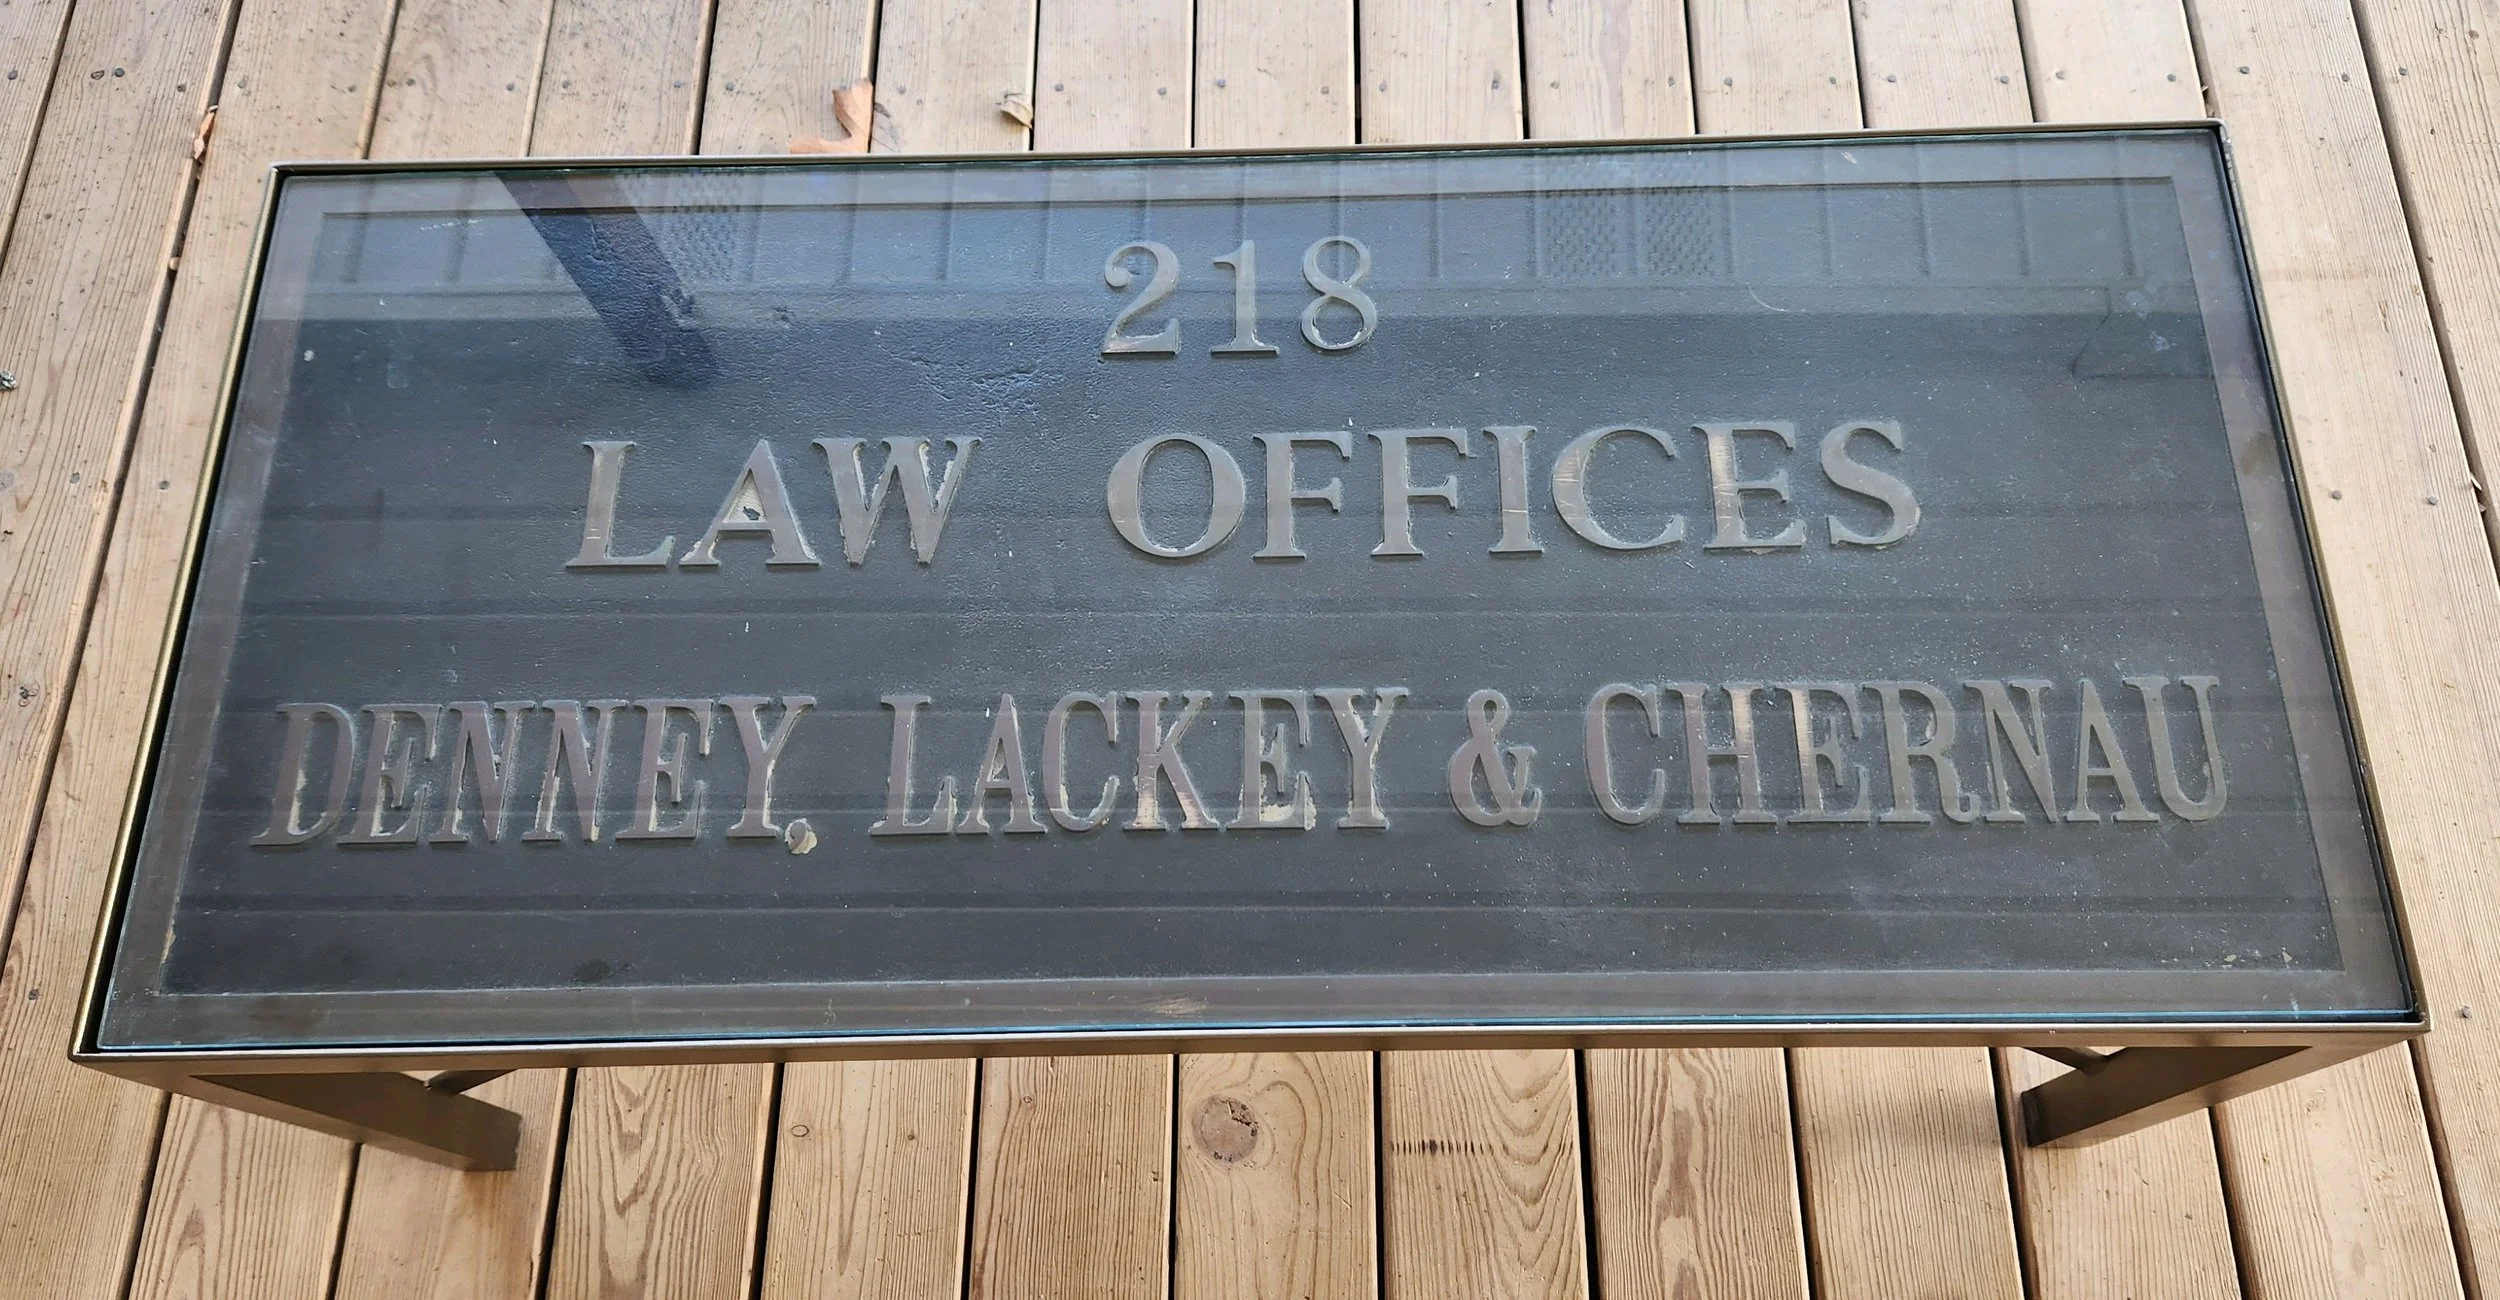 218
LAW OFFICES
DENNEY, LACKEY & CHERNAU